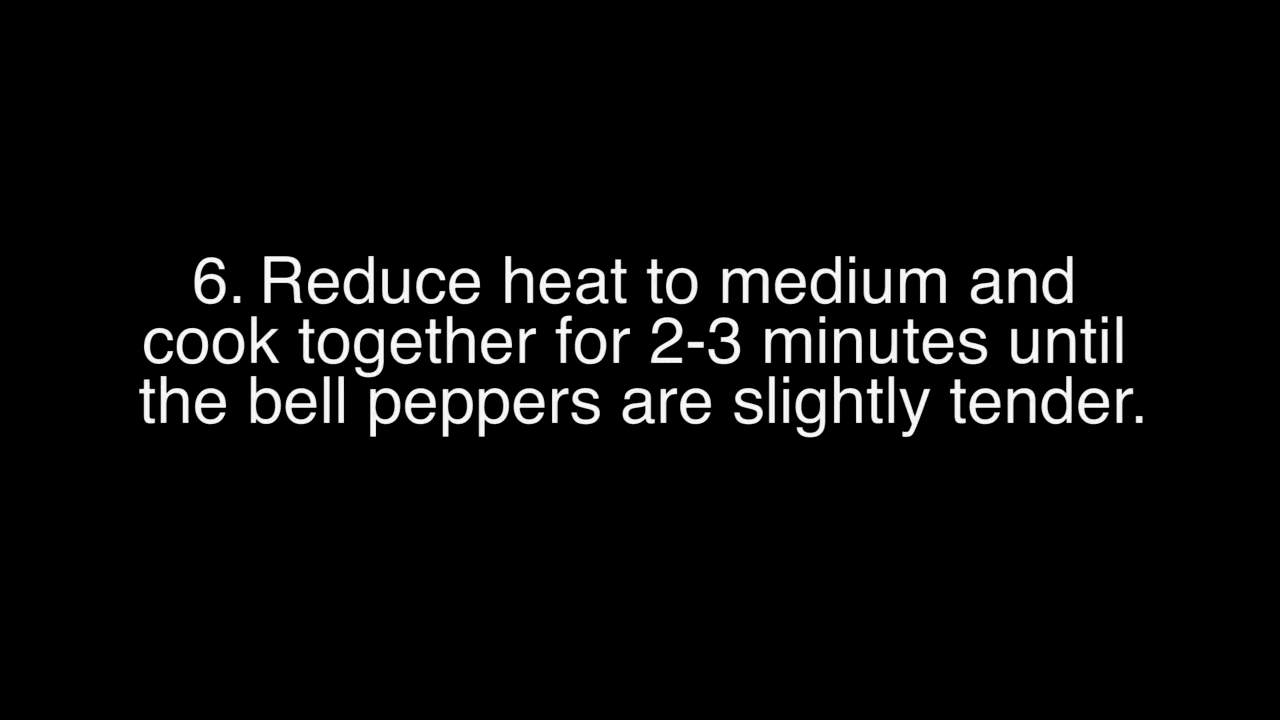 6. Reduce heat to medium and
cook together for 2-3 minutes until
the bell peppers are slightly tender.